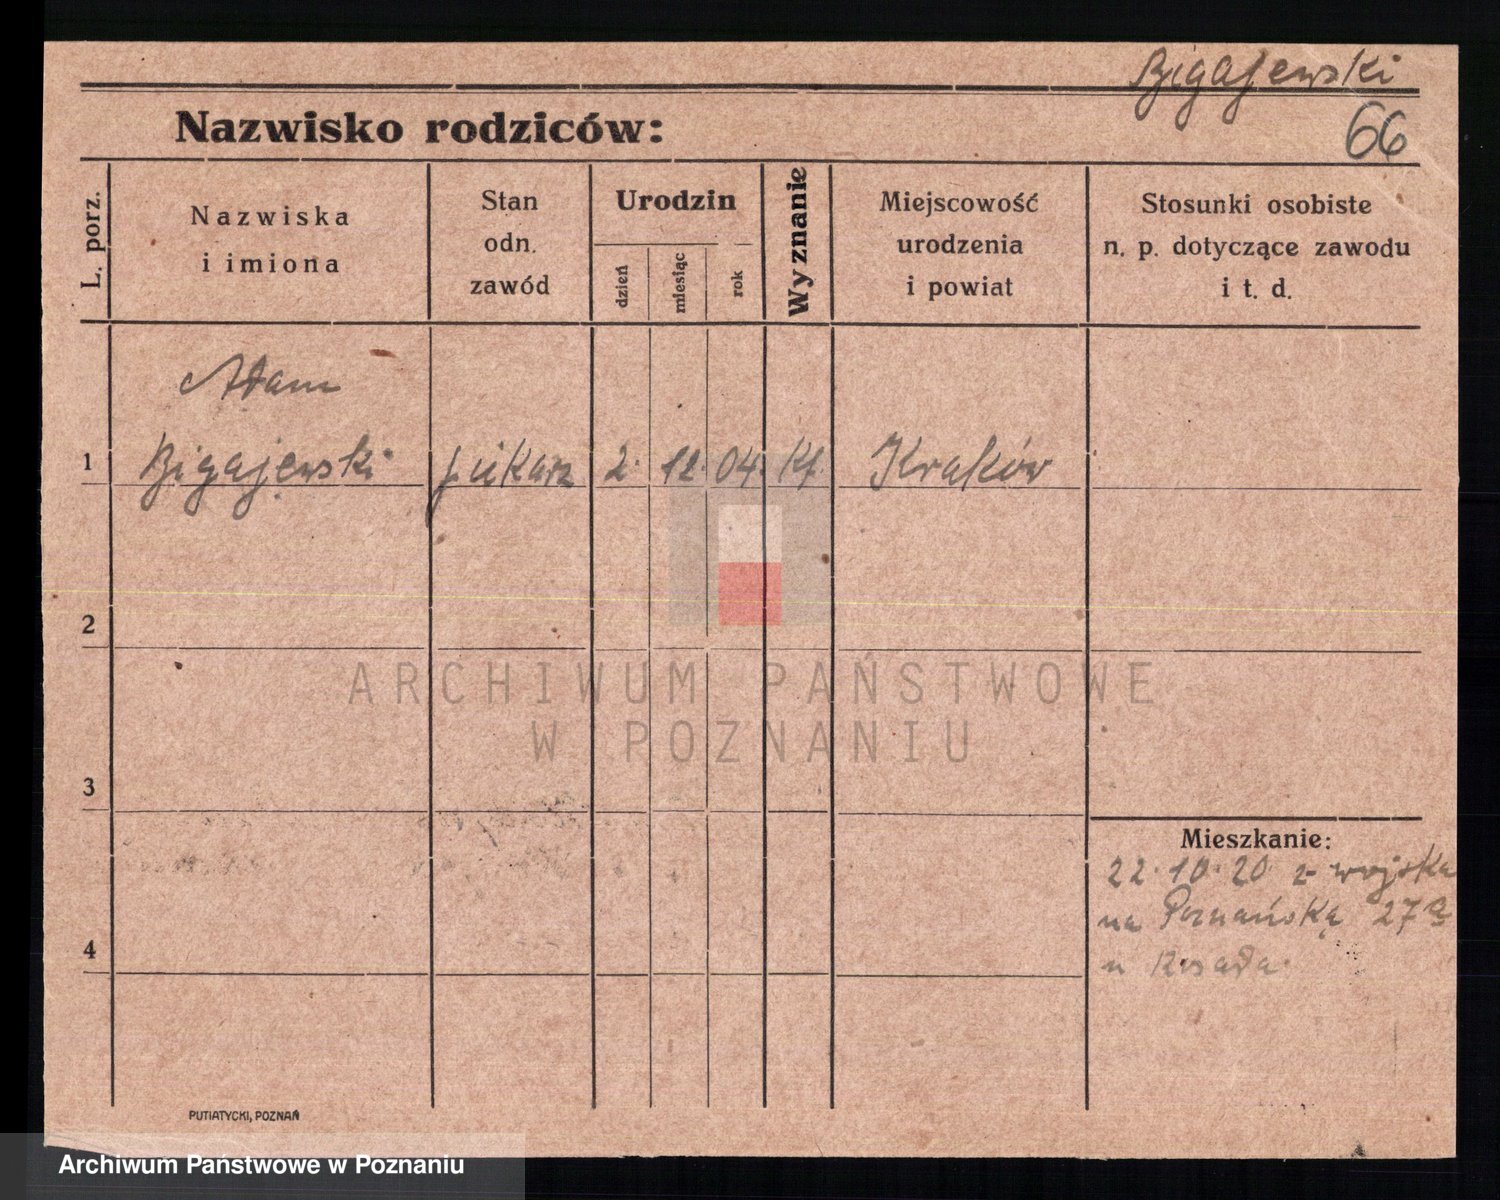 Bigajewski
Nazwisko rodziców:
66
L. porz.
Nazwiska
i imiona
Stan
odn.
zawód
Urodzin
dzień
miesiąc
rok
Wyznanie
Miejscowość
urodzenia
i powiat
Stosunki osobiste
n. p. dotyczące zawodu
i t. d.
Adam
1 Bigajewski 2. 12. 04. Kt. Kraków
2
3
4
Mieszkanie:
22.10.20 z wojska
na Poznańską 27
u
PUTIATYCKI, POZNAŃ
ARCHIWUM PAŃSTWOWE
W POZNANIU
Archiwum Państwowe w Poznaniu